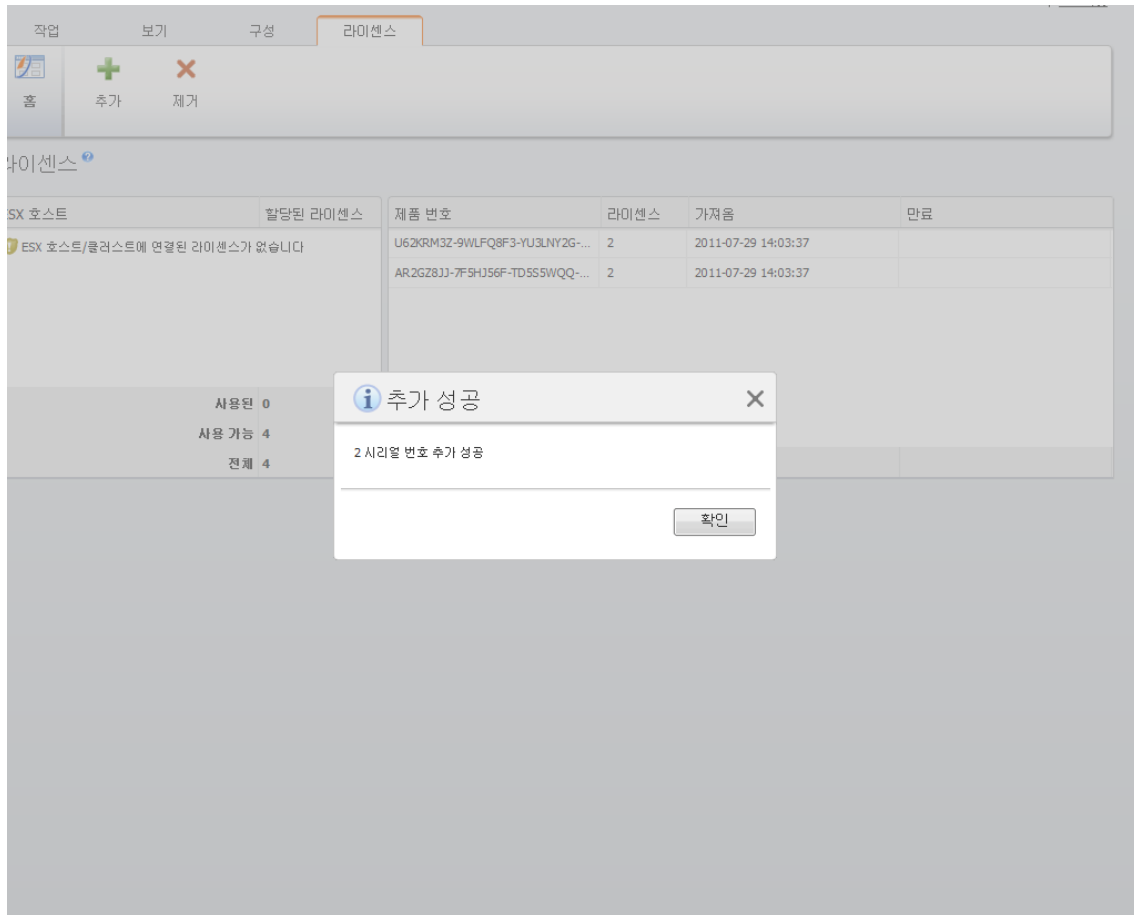 작업 보기 구성 라이센스
홈 추가 제거
라이센스
ESX 호스트 할당된 라이센스 제품 번호 라이센스 가져옴 만료
ESX 호스트/클러스트에 연결된 라이센스가 없습니다 U62KRM3Z-9WLFQ8F3-YU3LNY2G-... 2 2011-07-29 14:03:37
AR2GZ8JJ-7F5HJ56F-TD5S5WQQ-... 2 2011-07-29 14:03:37
사용된 0
사용 가능 4
전체 4
추가 성공
2 시리얼 번호 추가 성공
확인